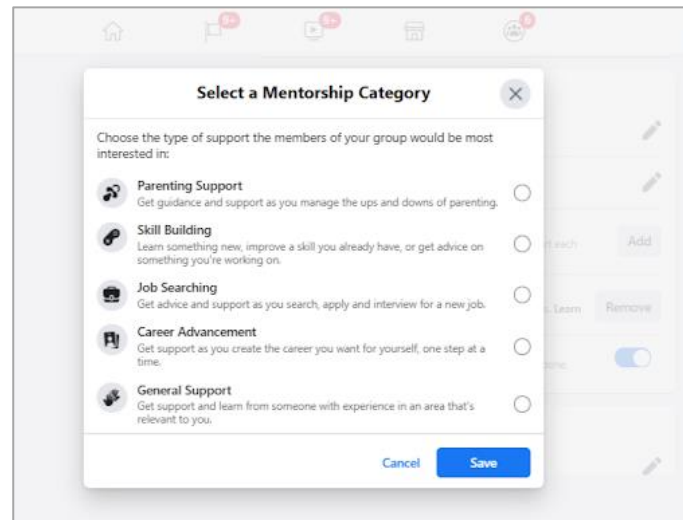 9+
9+
6
Select a Mentorship Category
Choose the type of support the members of your group would be most
interested in:
Parenting Support
Get guidance and support as you manage the ups and downs of parenting.
Skill Building
Learn something new, improve a skill you already have, or get advice on
something you're working on.
each
Add
Job Searching
Get advice and support as you search, apply and interview for a new job.
Learn
Remove
Career Advancement
Get support as you create the career you want for yourself, one step at a
time.
General Support
Get support and learn from someone with experience in an area that's
relevant to you.
Cancel
Save